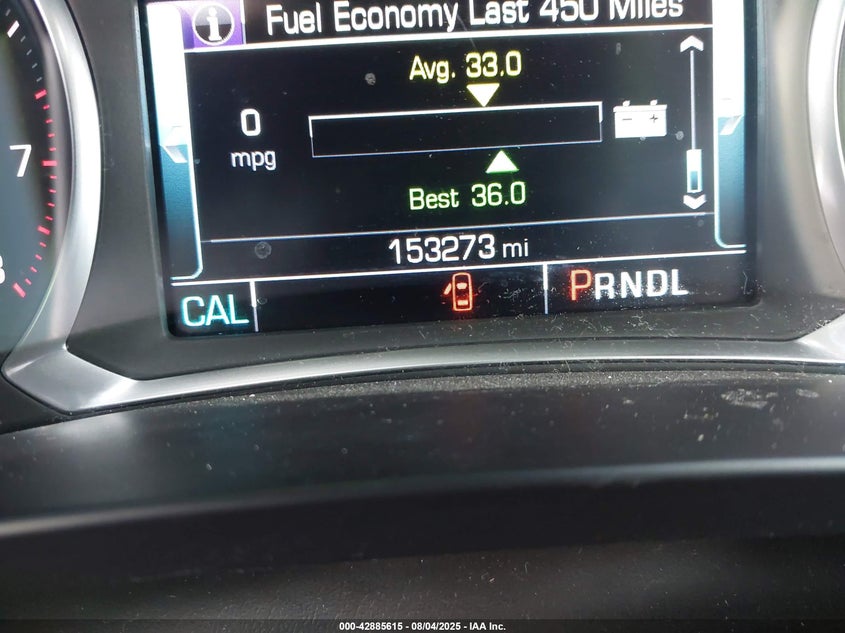 Fuel Economy Last 450 Miles
Avg. 33.0
0
mpg
Best 36.0
7
153273 mi
CAL
PRNDL
000-42885615 - 08/04/2025 - IAA Inc.